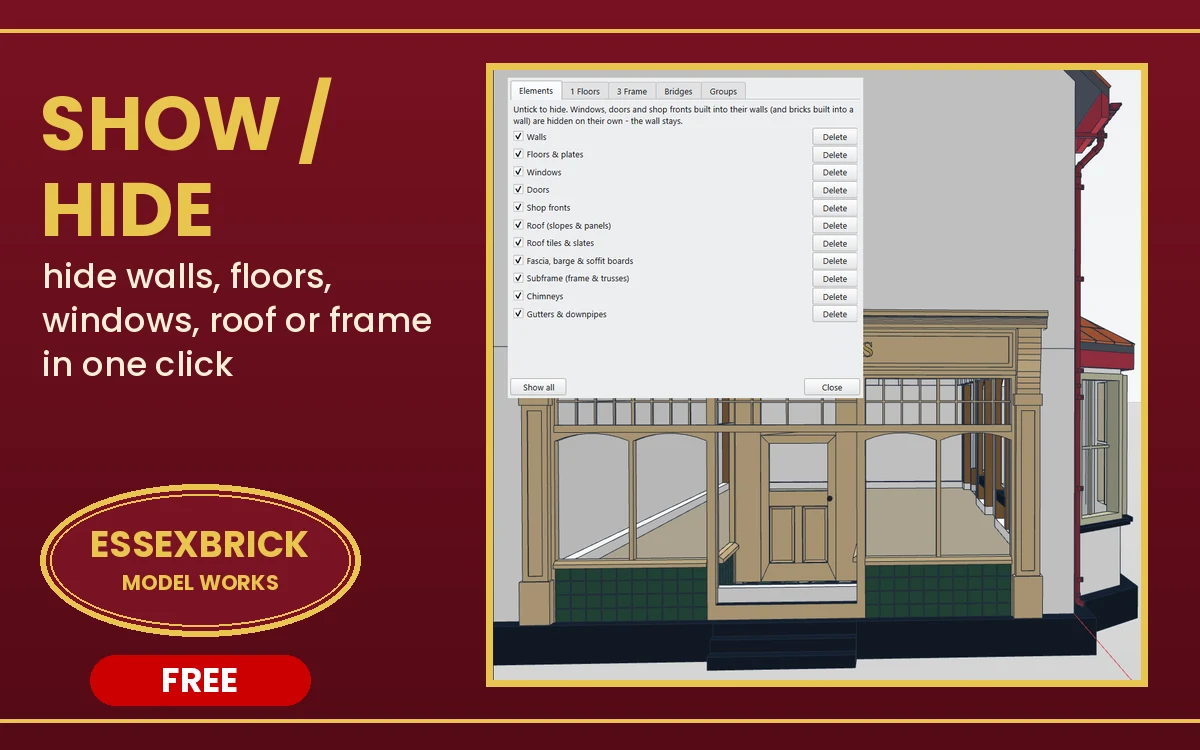 SHOW /
HIDE
hide walls, floors,
windows, roof or frame
in one click
ESSEXBRICK
MODEL WORKS
FREE
Elements
1 Floors
3 Frame
Bridges
Groups
Untick to hide. Windows, doors and shop fronts built into their walls (and bricks built into a
wall) are hidden on their own - the wall stays.
Walls Delete
Floors & plates Delete
Windows Delete
Doors Delete
Shop fronts Delete
Roof (slopes & panels) Delete
Roof tiles & slates Delete
Fascia, barge & soffit boards Delete
Subframe (frame & trusses) Delete
Chimneys Delete
Gutters & downpipes Delete
Show all
Close
S